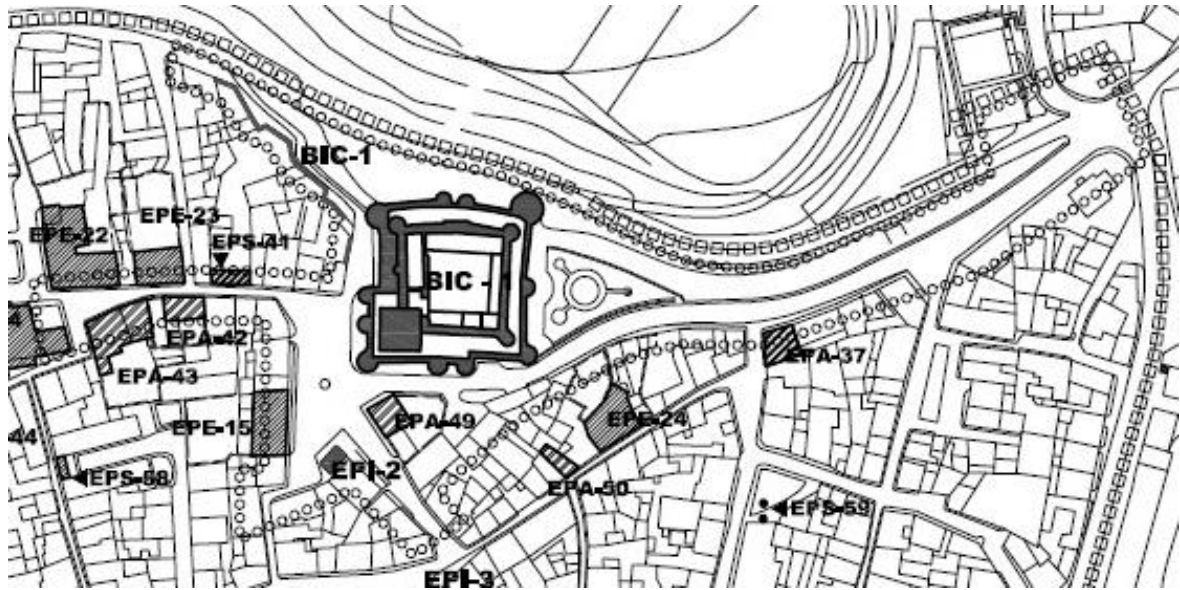 BIC-1
EPE-23
EPE-22
EPS-41
BIC - 1
EPA-42
EPA-37
EPA-43
EPA-49
EPE-24
EPE-15
44
EPI-2
EPS-58
EPA-50
EPS-59
EPI-3